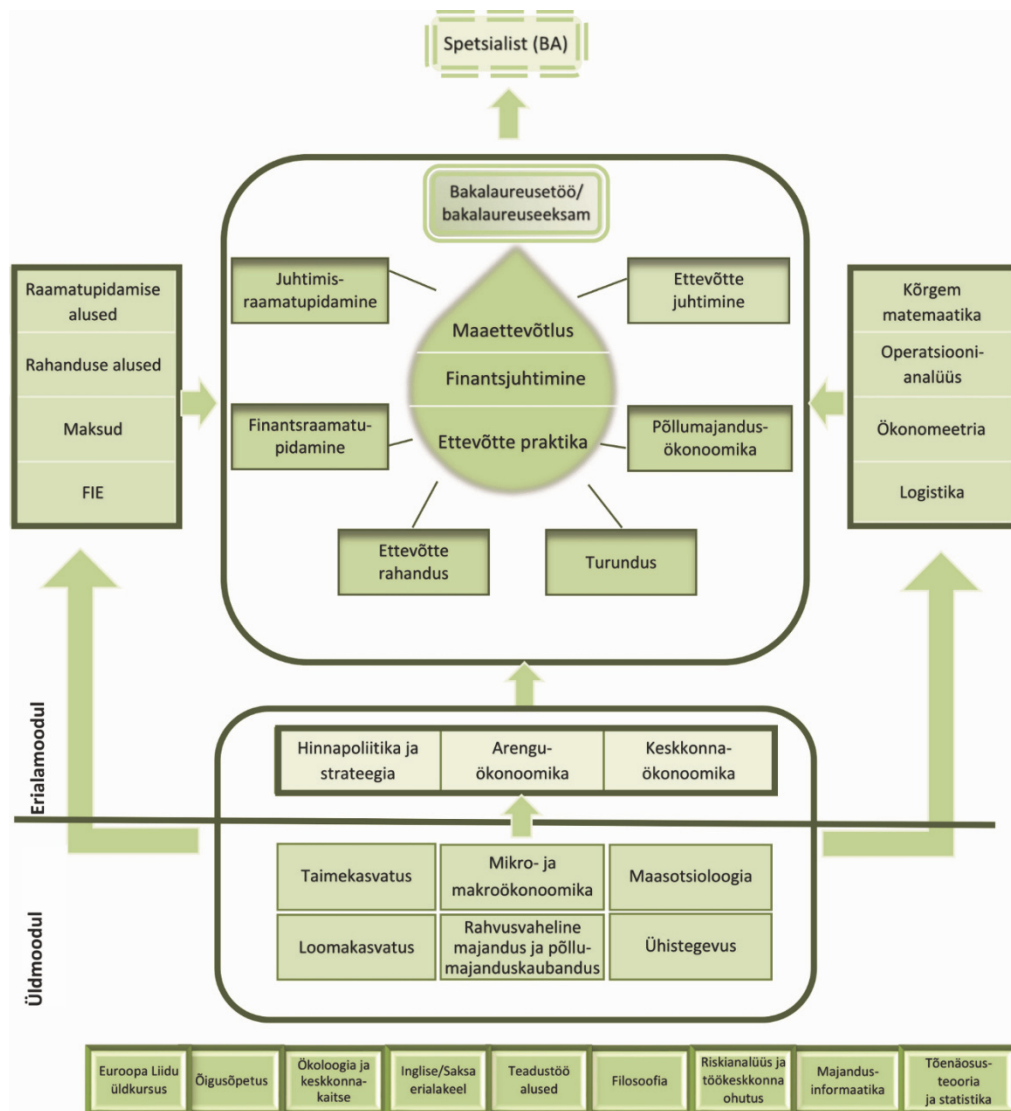 Spetsialist (BA)
Bakalaureusetöö/
bakalaureuseeksam
Juhtimis-
raamatupidamine
Ettevõtte
juhtimine
Maaettevõtlus
Finantsjuhtimine
Ettevõtte praktika
Finantsraamatu-
pidamine
Põllumajandus-
ökonoomika
Ettevõtte
rahandus
Turundus
Raamatupidamise
alused
Rahanduse alused
Maksud
FIE
Kõrgem
matemaatika
Operatsiooni-
analüüs
Ökonomeetria
Logistika
Erialamoodul
Hinnapoliitika ja
strateegia
Arengu-
ökonoomika
Keskkonna-
ökonoomika
Üldmoodul
Taimekasvatus
Mikro- ja
makroökonoomika
Maasotsioloogia
Loomakasvatus
Rahvusvaheline
majandus ja põllu-
majanduskaubandus
Ühistegevus
Euroopa Liidu
üldkursus
Õigusõpetus
Ökoloogia ja
keskkonna-
kaitse
Inglise/Saksa
erialakeel
Teadustöö
alused
Filosoofia
Riskianalüüs ja
töökeskkonna
ohutus
Majandus-
informaatika
Tõenäosus-
teooria
ja statistika